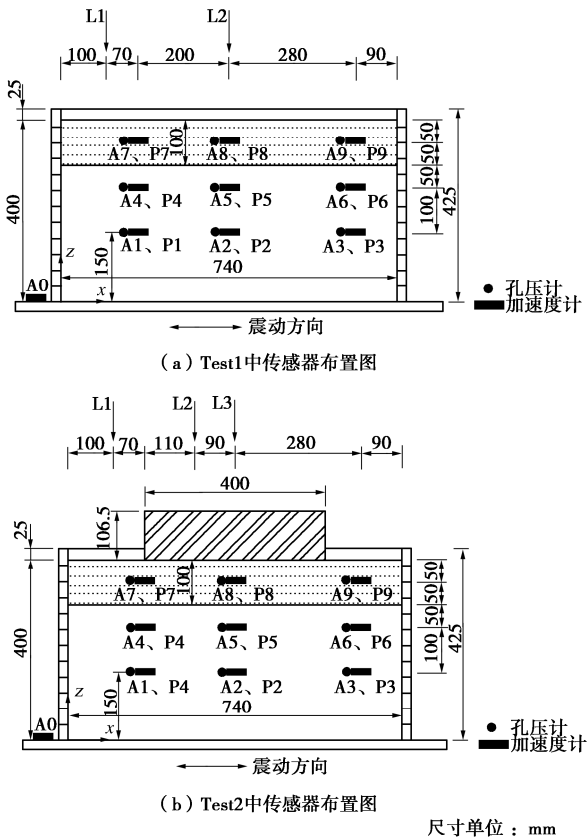 L1 L2
100 70 200 280 90
25
50
100
A7、P7 A8、P8 A9、P9
50
50
400
A4、P4 A5、P5 A6、P6
100
425
A1、P1 A2、P2 A3、P3
150
z
740
A0
x
孔压计
加速度计
震动方向
（a）Test1中传感器布置图
L1 L2 L3
100 70 110 90 280 90
400
106.5
25
50
100
A7、P7 A8、P8 A9、P9
50
50
400
A4、P4 A5、P5 A6、P6
100
425
A1、P4 A2、P2 A3、P3
150
z
740
A0
x
孔压计
加速度计
震动方向
（b）Test2中传感器布置图
尺寸单位：mm